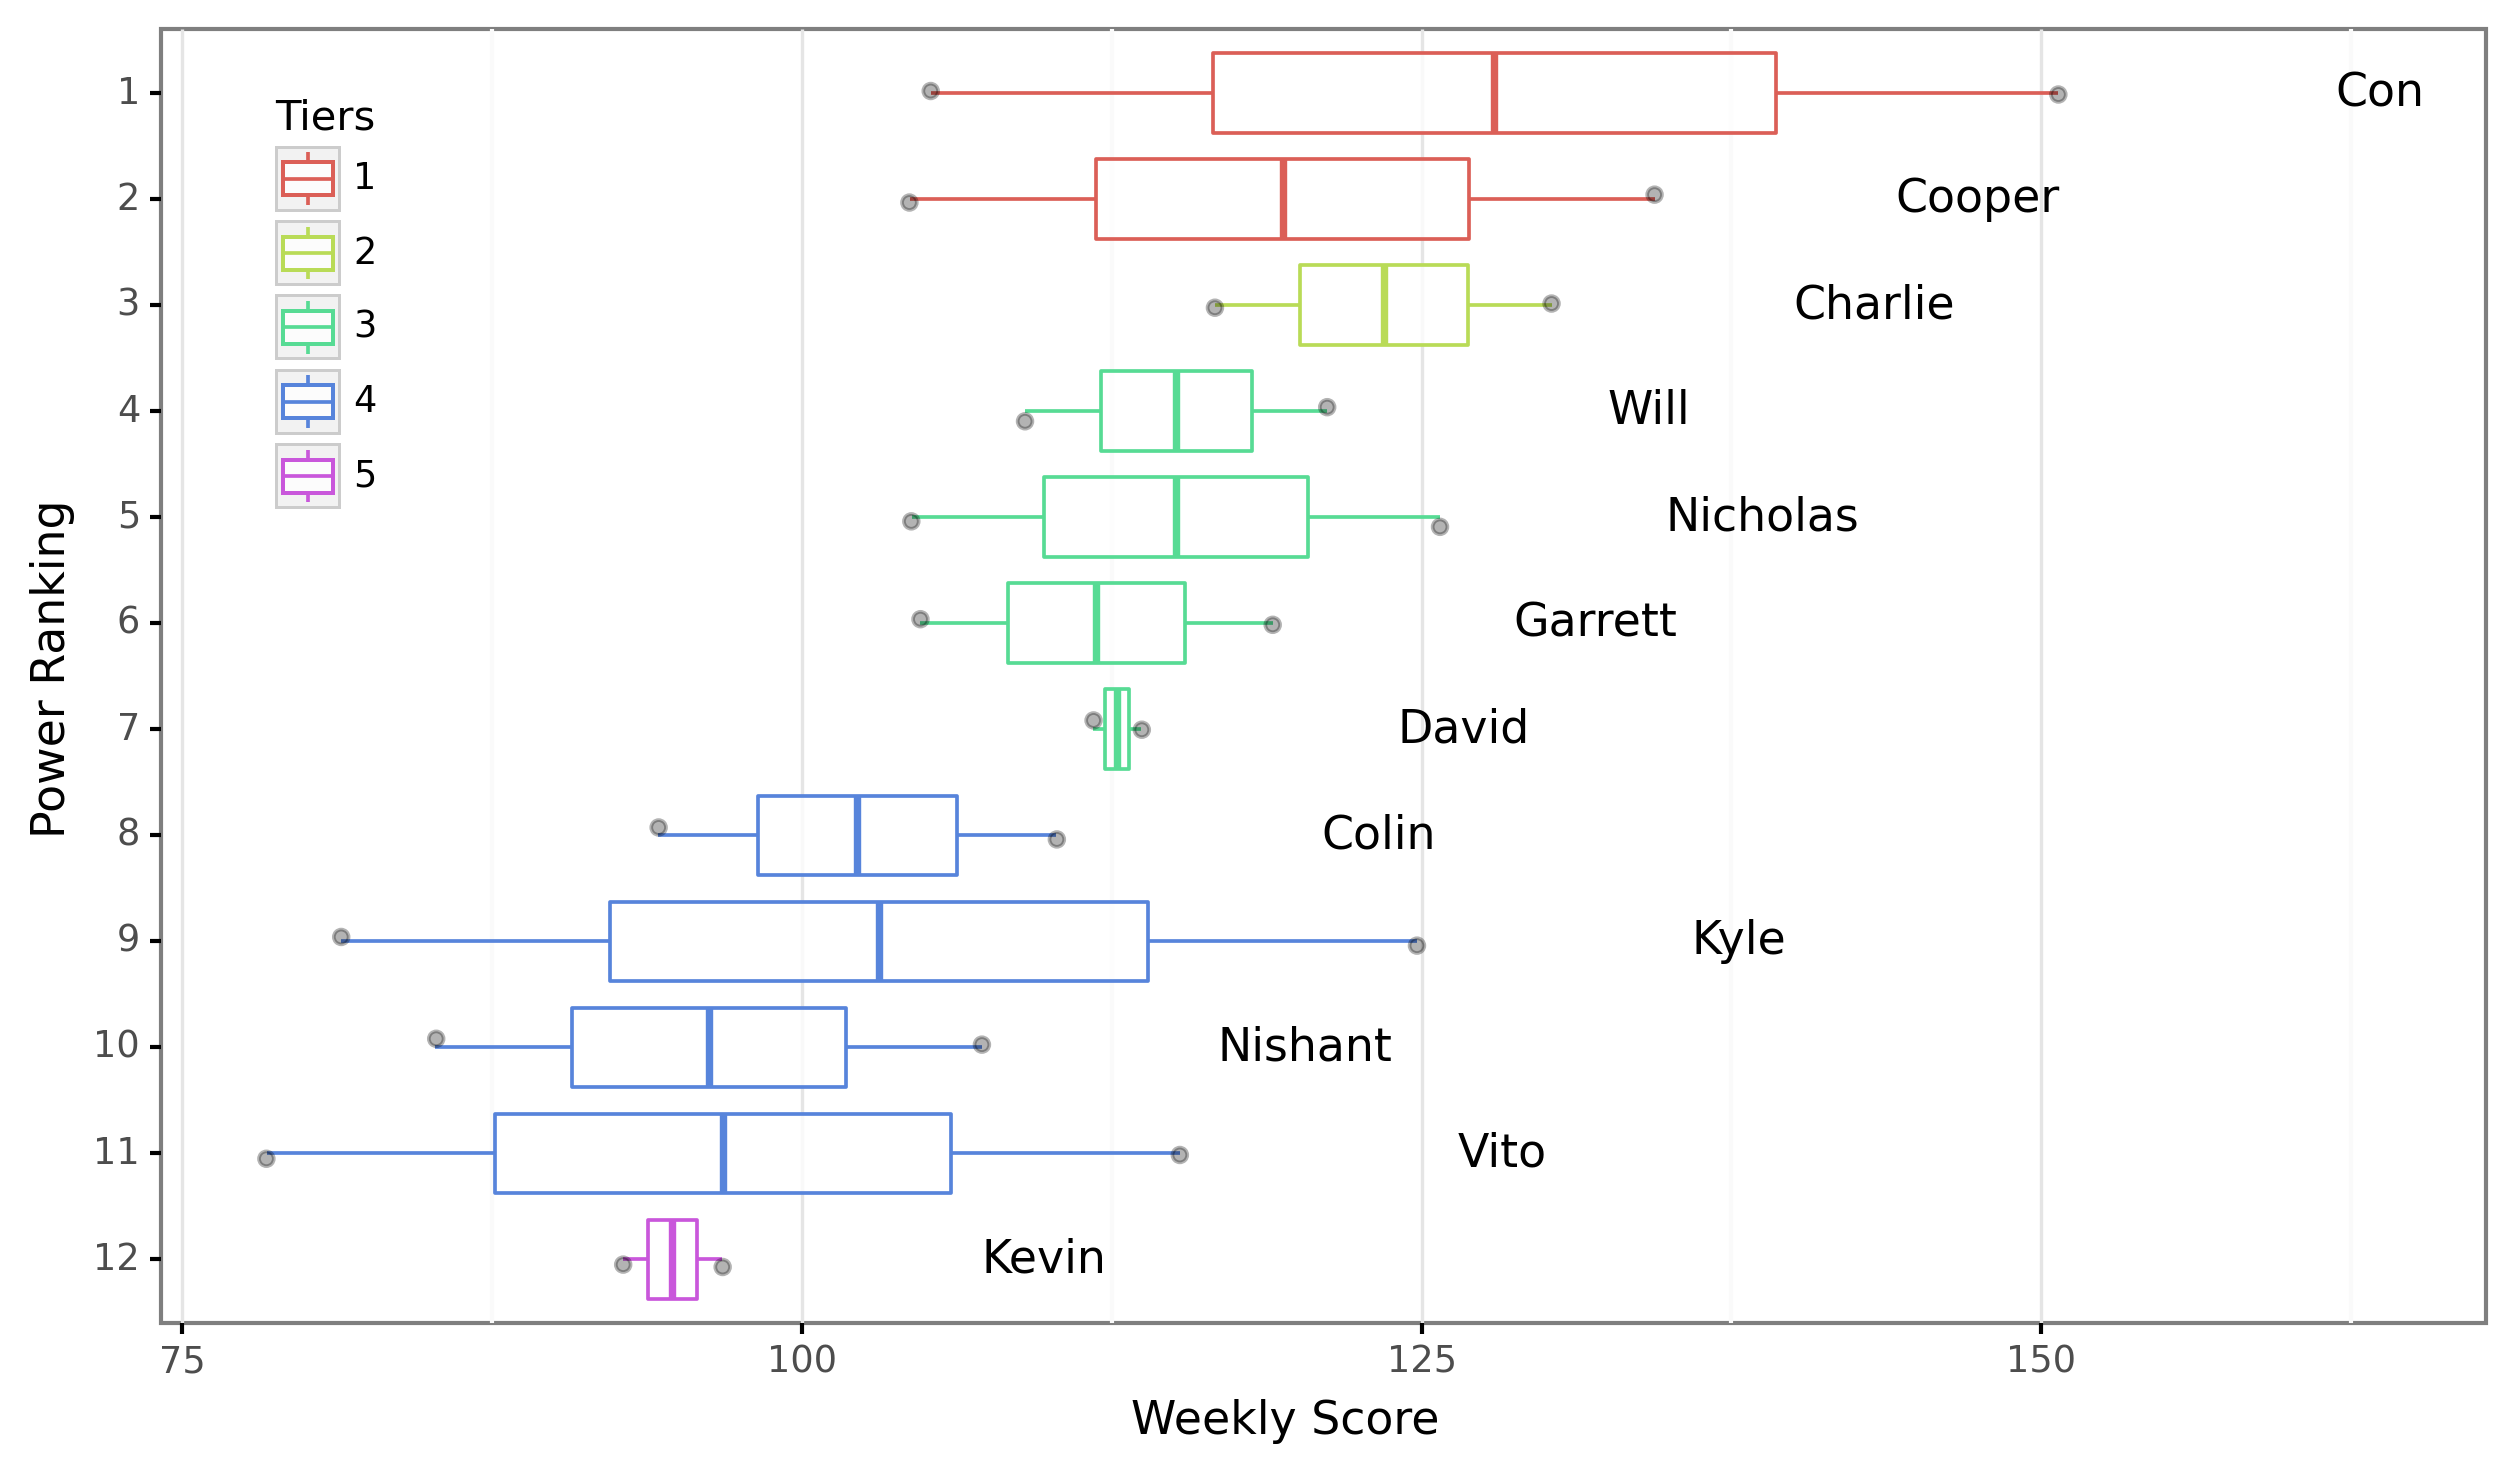 Tiers
1
2
3
4
5
Power Ranking
1
2
3
4
5
6
7
8
9
10
11
12
Con
Cooper
Charlie
Will
Nicholas
Garrett
David
Colin
Kyle
Nishant
Vito
Kevin
75 100 125 150
Weekly Score